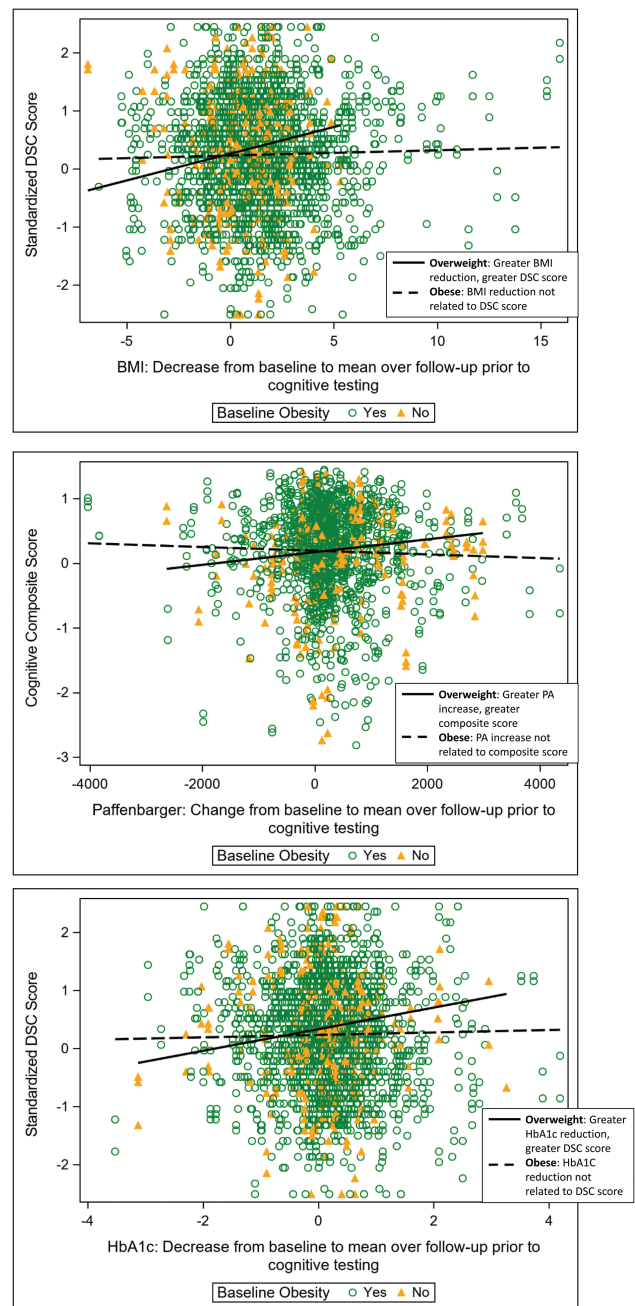 2
1
0
-1
-2
Standardized DSC Score
Overweight: Greater BMI
reduction, greater DSC score
Obese: BMI reduction not
related to DSC score
-5
0
5
10
15
BMI: Decrease from baseline to mean over follow-up prior to
cognitive testing
Baseline Obesity Yes No
1
0
-1
-2
-3
Cognitive Composite Score
Overweight: Greater PA
increase, greater
composite score
Obese: PA increase not
related to composite score
-4000
-2000
0
2000
4000
Paffenbarger: Change from baseline to mean over follow-up prior to
cognitive testing
Baseline Obesity Yes No
2
1
0
-1
-2
Standardized DSC Score
Overweight: Greater
HbA1c reduction,
greater DSC score
Obese: HbA1C
reduction not
related to DSC score
-4
-2
0
2
4
HbA1c: Decrease from baseline to mean over follow-up prior to
cognitive testing
Baseline Obesity Yes No